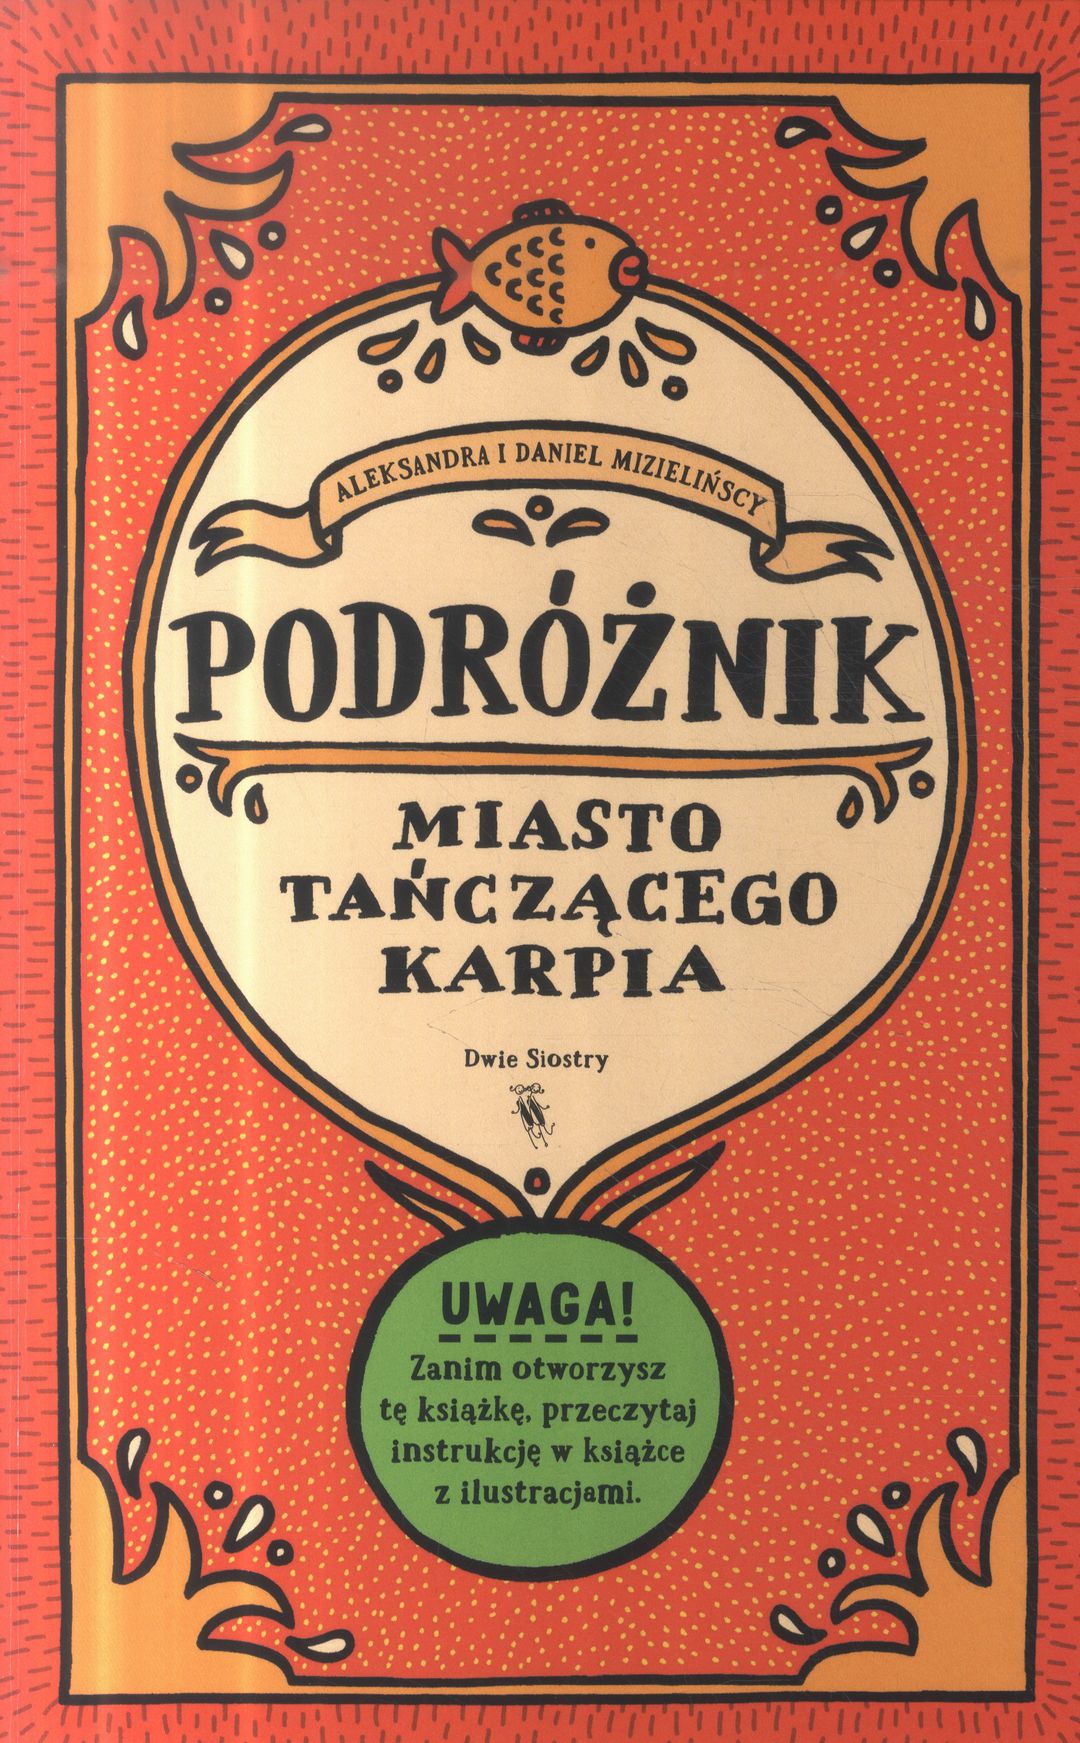 ALEKSANDRA I DANIEL MIZIELIŃSCY
PODRÓŻNIK
MIASTO
TAŃCZĄCEGO
KARPIA
Dwie Siostry
UWAGA!
Zanim otworzysz
tę książkę, przeczytaj
instrukcję w książce
z ilustracjami.